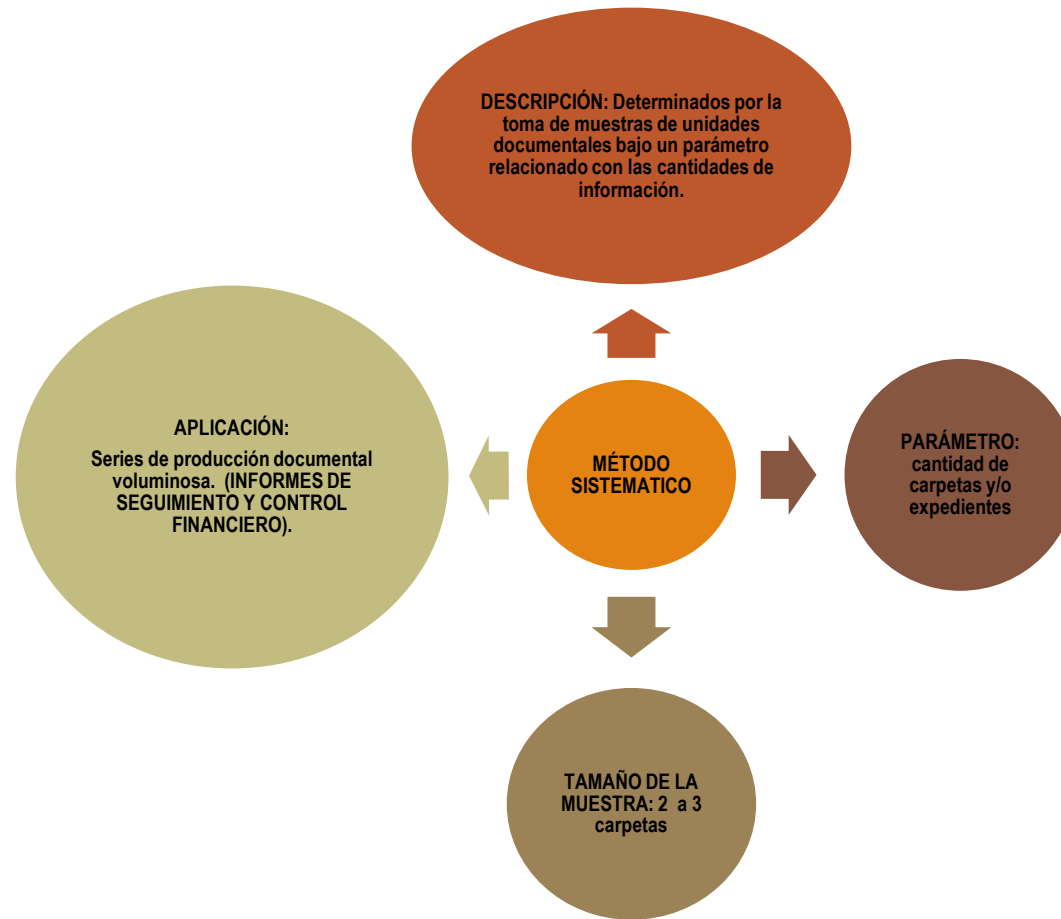 DESCRIPCIÓN: Determinados por la
toma de muestras de unidades
documentales bajo un parámetro
relacionado con las cantidades de
información.
APLICACIÓN:
Series de producción documental
voluminosa.  (INFORMES DE
SEGUIMIENTO Y CONTROL
FINANCIERO).
MÉTODO
SISTEMATICO
PARÁMETRO:
cantidad de
carpetas y/o
expedientes
TAMAÑO DE LA
MUESTRA: 2  a 3
carpetas